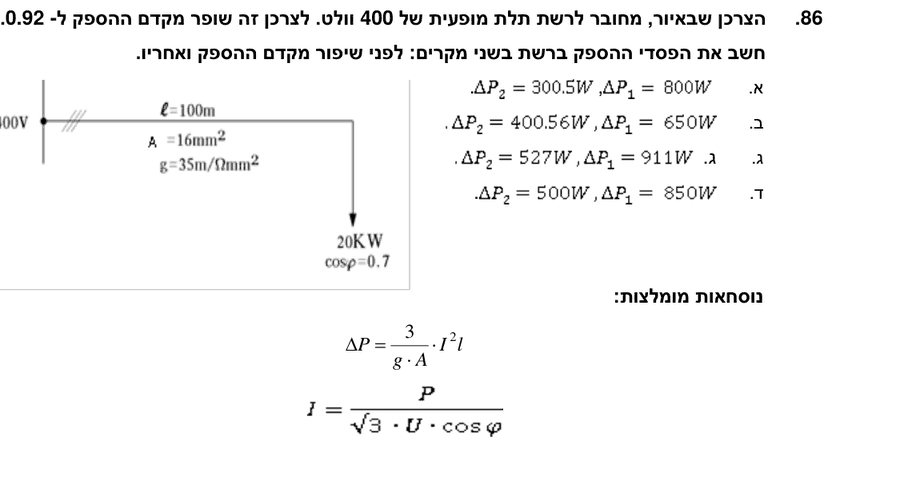 86. הצרכן שבאיור, מחובר לרשת תלת מופעית של 400 וולט. לצרכן זה שופר מקדם ההספק ל- 0.92.
חשב את הפסדי ההספק ברשת בשני מקרים: לפני שיפור מקדם ההספק ואחריו.
א. ΔP₁ = 800W, ΔP₂ = 300.5W.
ב. ΔP₁ = 650W, ΔP₂ = 400.56W.
ג. ג. ΔP₁ = 911W, ΔP₂ = 527W.
ד. ΔP₁ = 850W, ΔP₂ = 500W.
00V
ℓ=100m
A =16mm²
g=35m/Ωmm²
20KW
cosφ=0.7
נוסחאות מומלצות:
ΔP = 3/(g · A) · I²l
I = P/(√3 · U · cos φ)